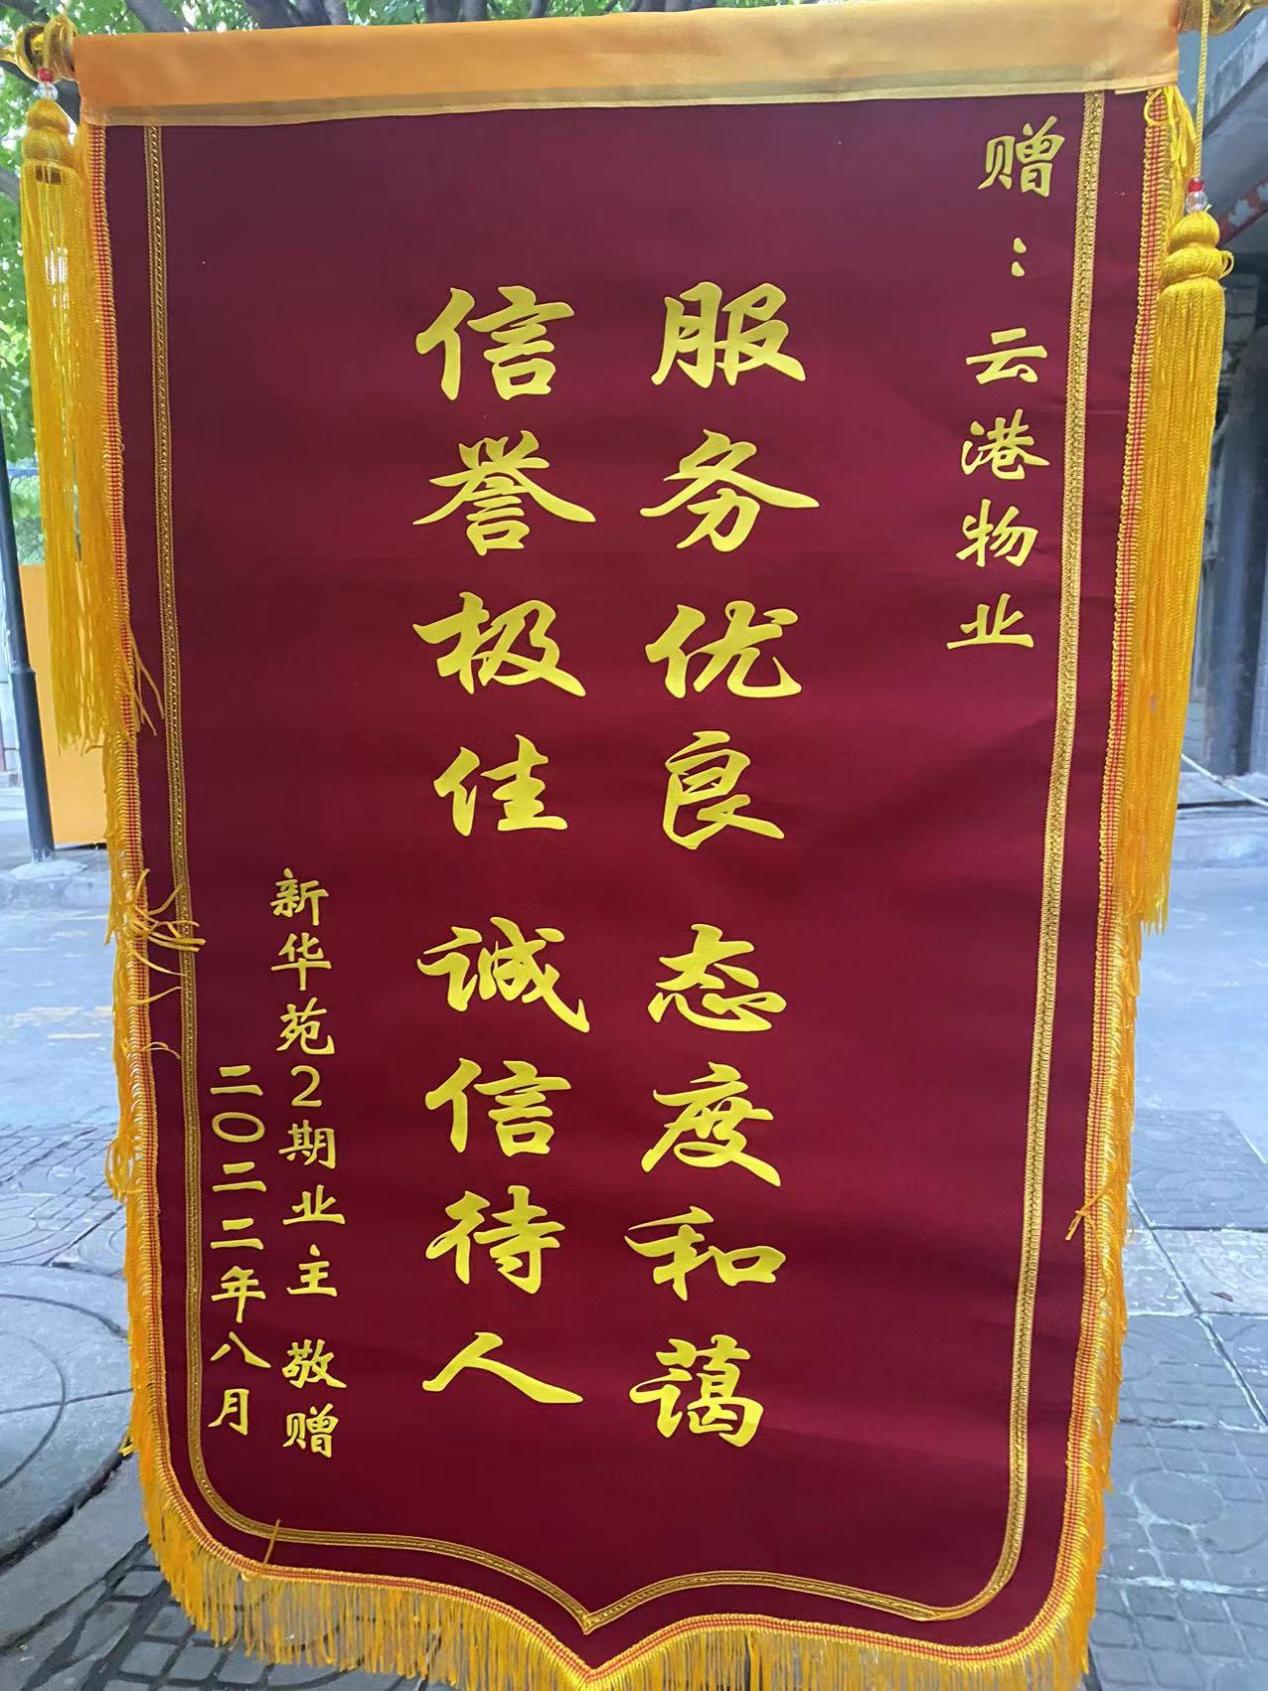 赠：云港物业
服务优良 态度和蔼
信誉极佳 诚信待人
新华苑2期业主 敬赠
二〇二二年八月